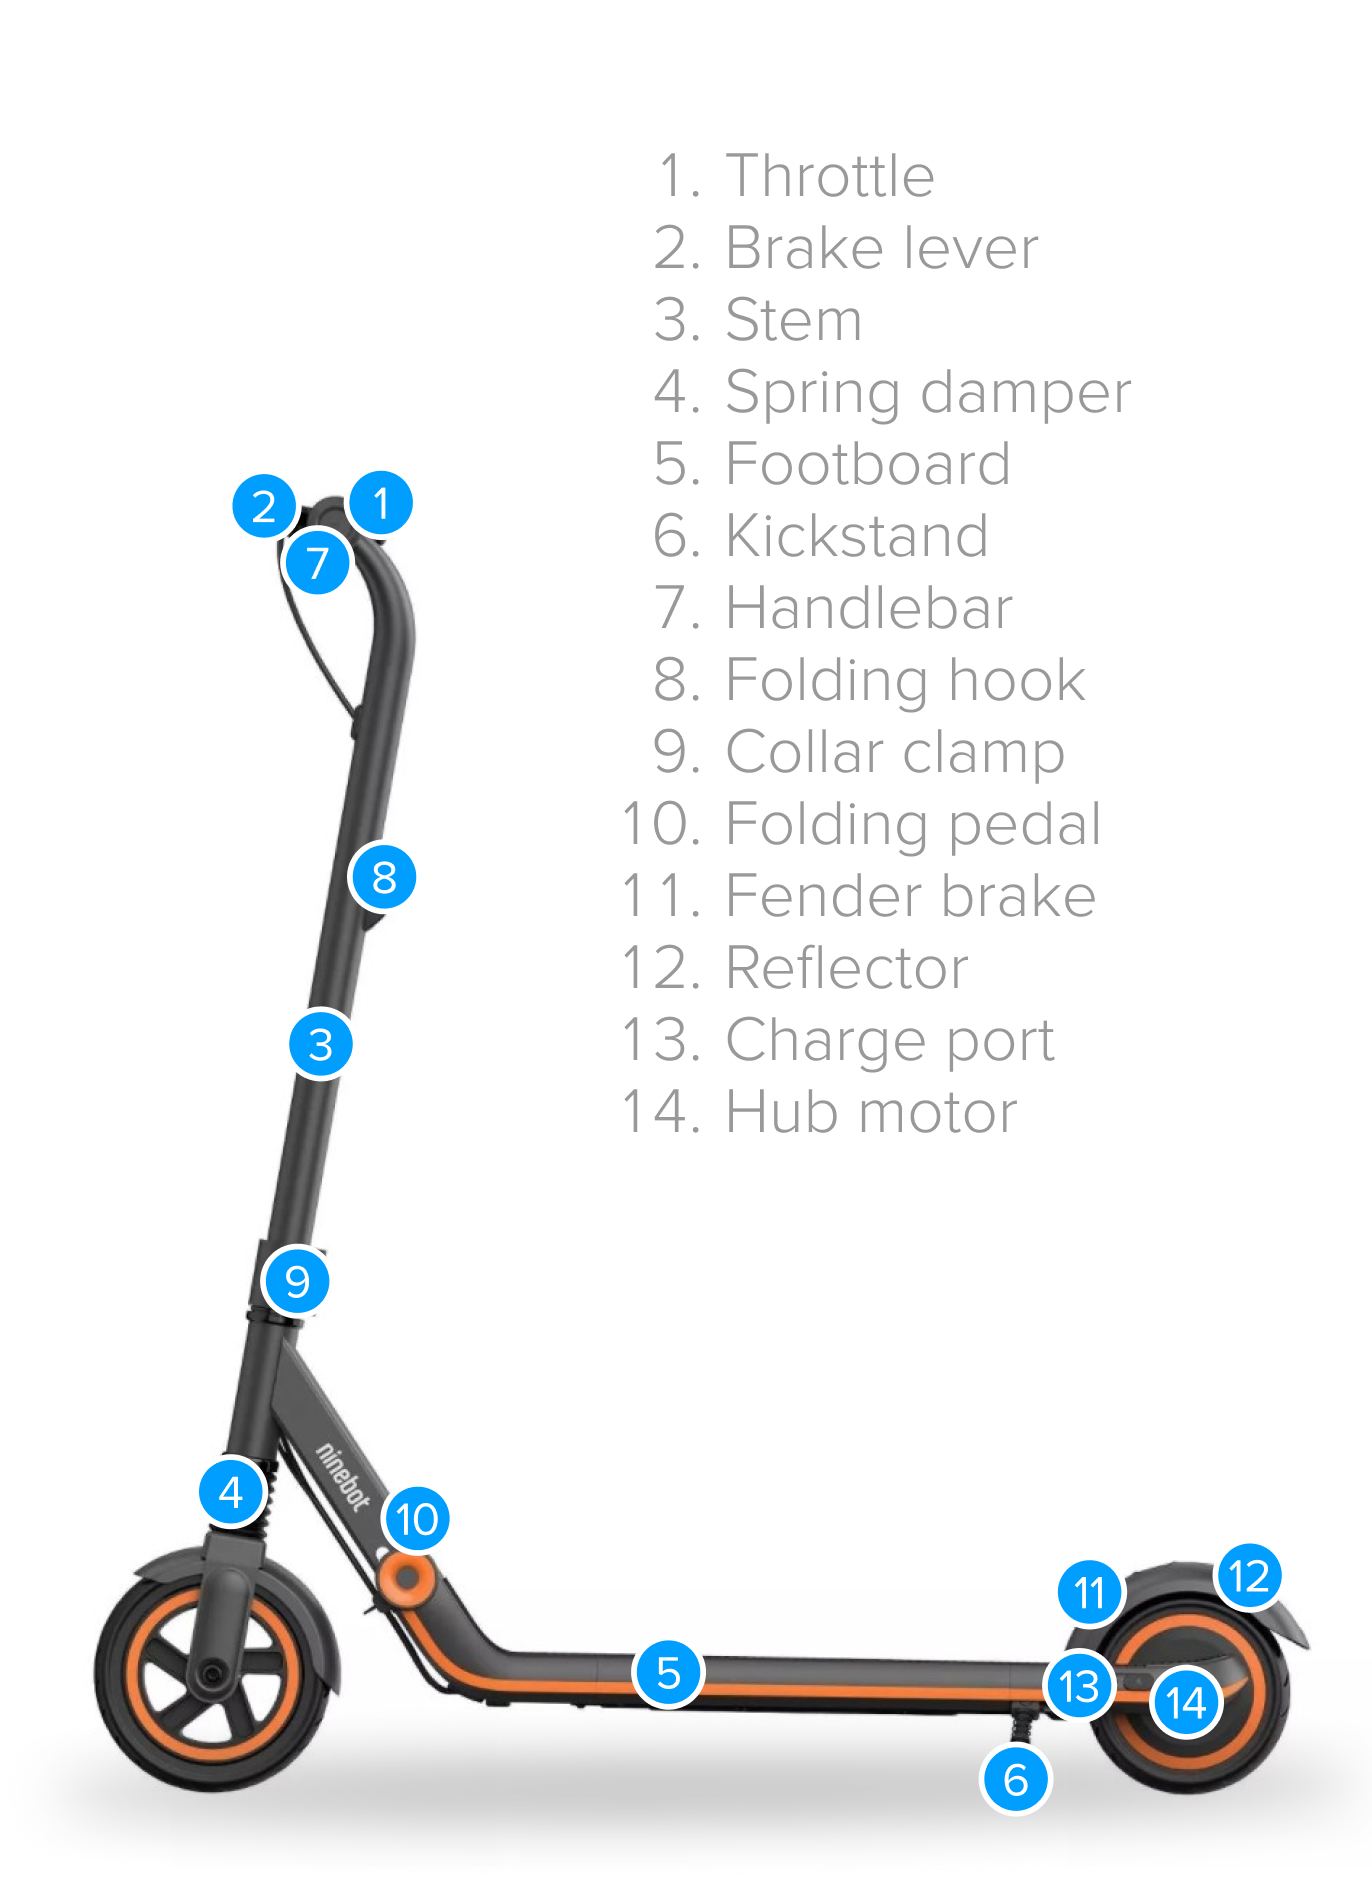 1. Throttle
2. Brake lever
3. Stem
4. Spring damper
5. Footboard
6. Kickstand
7. Handlebar
8. Folding hook
9. Collar clamp
10. Folding pedal
11. Fender brake
12. Reflector
13. Charge port
14. Hub motor
2
1
7
8
3
9
ninebot
4
10
12
11
5
13
14
6